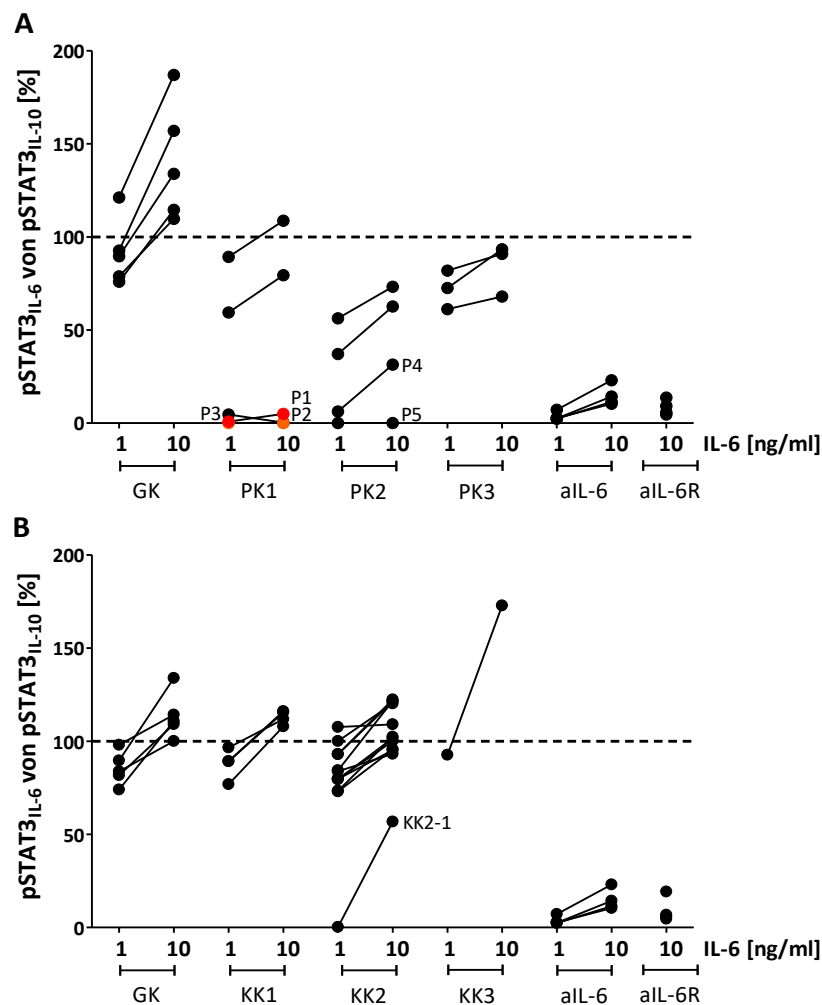 A
pSTAT3IL-6 von pSTAT3IL-10 [%]
200
150
100
50
0
P3
P1
P2
P4
P5
1 10 1 10 1 10 1 10 1 10 10 IL-6 [ng/ml]
GK PK1 PK2 PK3 aIL-6 aIL-6R
B
pSTAT3IL-6 von pSTAT3IL-10 [%]
200
150
100
50
0
KK2-1
1 10 1 10 1 10 1 10 1 10 10 IL-6 [ng/ml]
GK KK1 KK2 KK3 aIL-6 aIL-6R